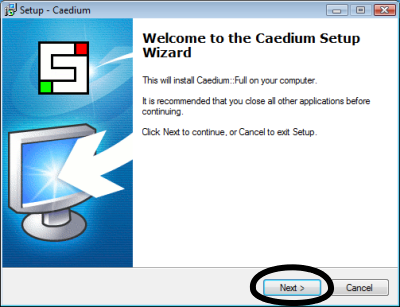 Setup - Caedium
Welcome to the Caedium Setup
Wizard
This will install Caedium::Full on your computer.
It is recommended that you close all other applications before
continuing.
Click Next to continue, or Cancel to exit Setup.
Next >
Cancel